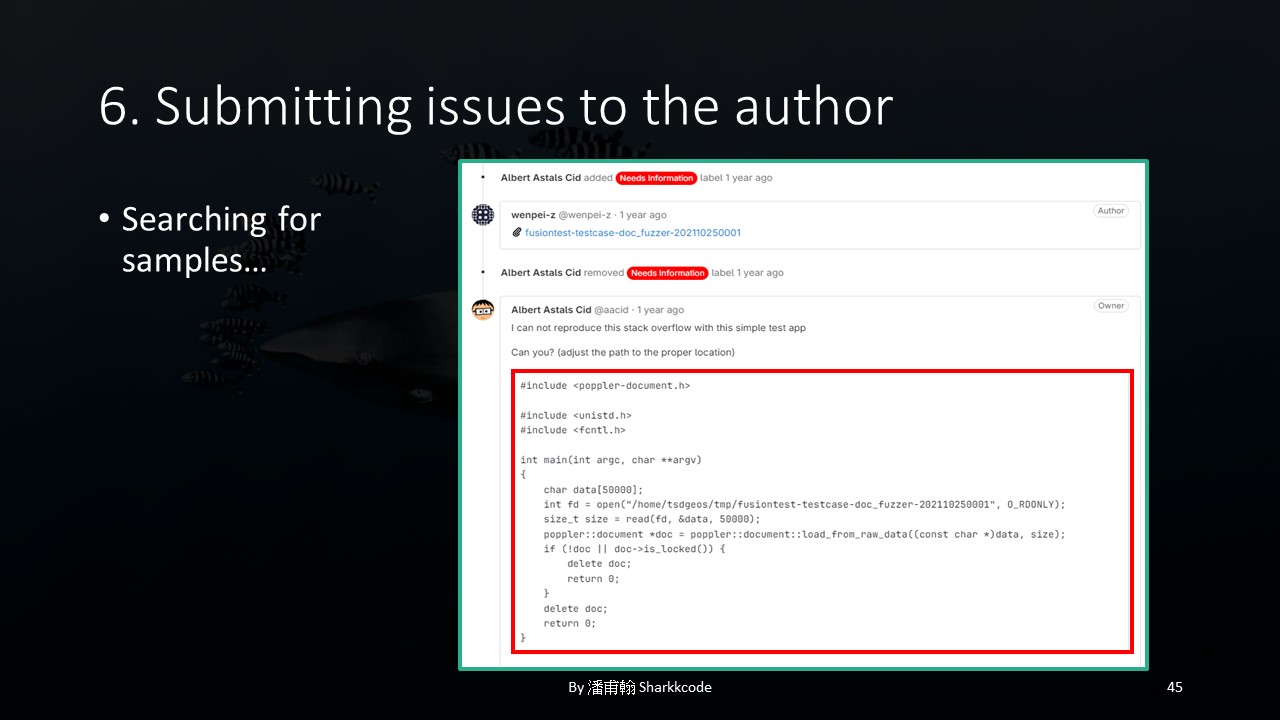 6. Submitting issues to the author
• Searching for
samples...
Albert Astals Cid added Needs Information label 1 year ago
wenpei-z @wenpei-z · 1 year ago
Author
fusiontest-testcase-doc_fuzzer-202110250001
Albert Astals Cid removed Needs Information label 1 year ago
Albert Astals Cid @aacid · 1 year ago
Owner
I can not reproduce this stack overflow with this simple test app
Can you? (adjust the path to the proper location)
#include <poppler-document.h>
#include <unistd.h>
#include <fcntl.h>
int main(int argc, char **argv)
{
    char data[50000];
    int fd = open("/home/tsdgeos/tmp/fusiontest-testcase-doc_fuzzer-202110250001", O_RDONLY);
    size_t size = read(fd, &data, 50000);
    poppler::document *doc = poppler::document::load_from_raw_data((const char *)data, size);
    if (!doc || doc->is_locked()) {
        delete doc;
        return 0;
    }
    delete doc;
    return 0;
}
By 潘甫翰 Sharkkcode
45